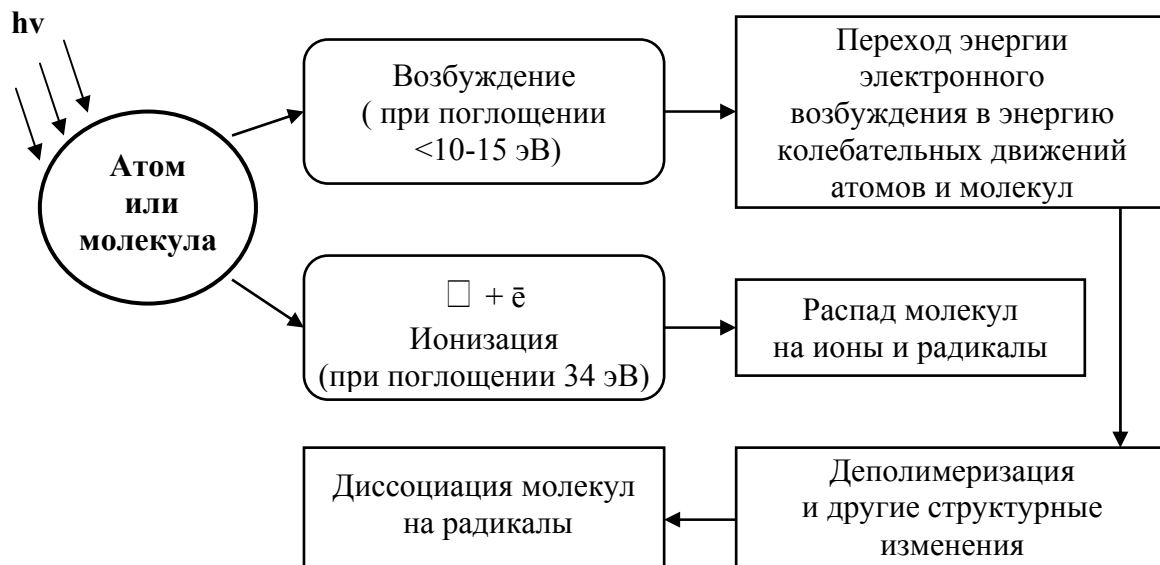 hν
Атом
или
молекула
Возбуждение
( при поглощении
<10-15 эВ)
Переход энергии
электронного
возбуждения в энергию
колебательных движений
атомов и молекул
□ + ē
Ионизация
(при поглощении 34 эВ)
Распад молекул
на ионы и радикалы
Диссоциация молекул
на радикалы
Деполимеризация
и другие структурные
изменения